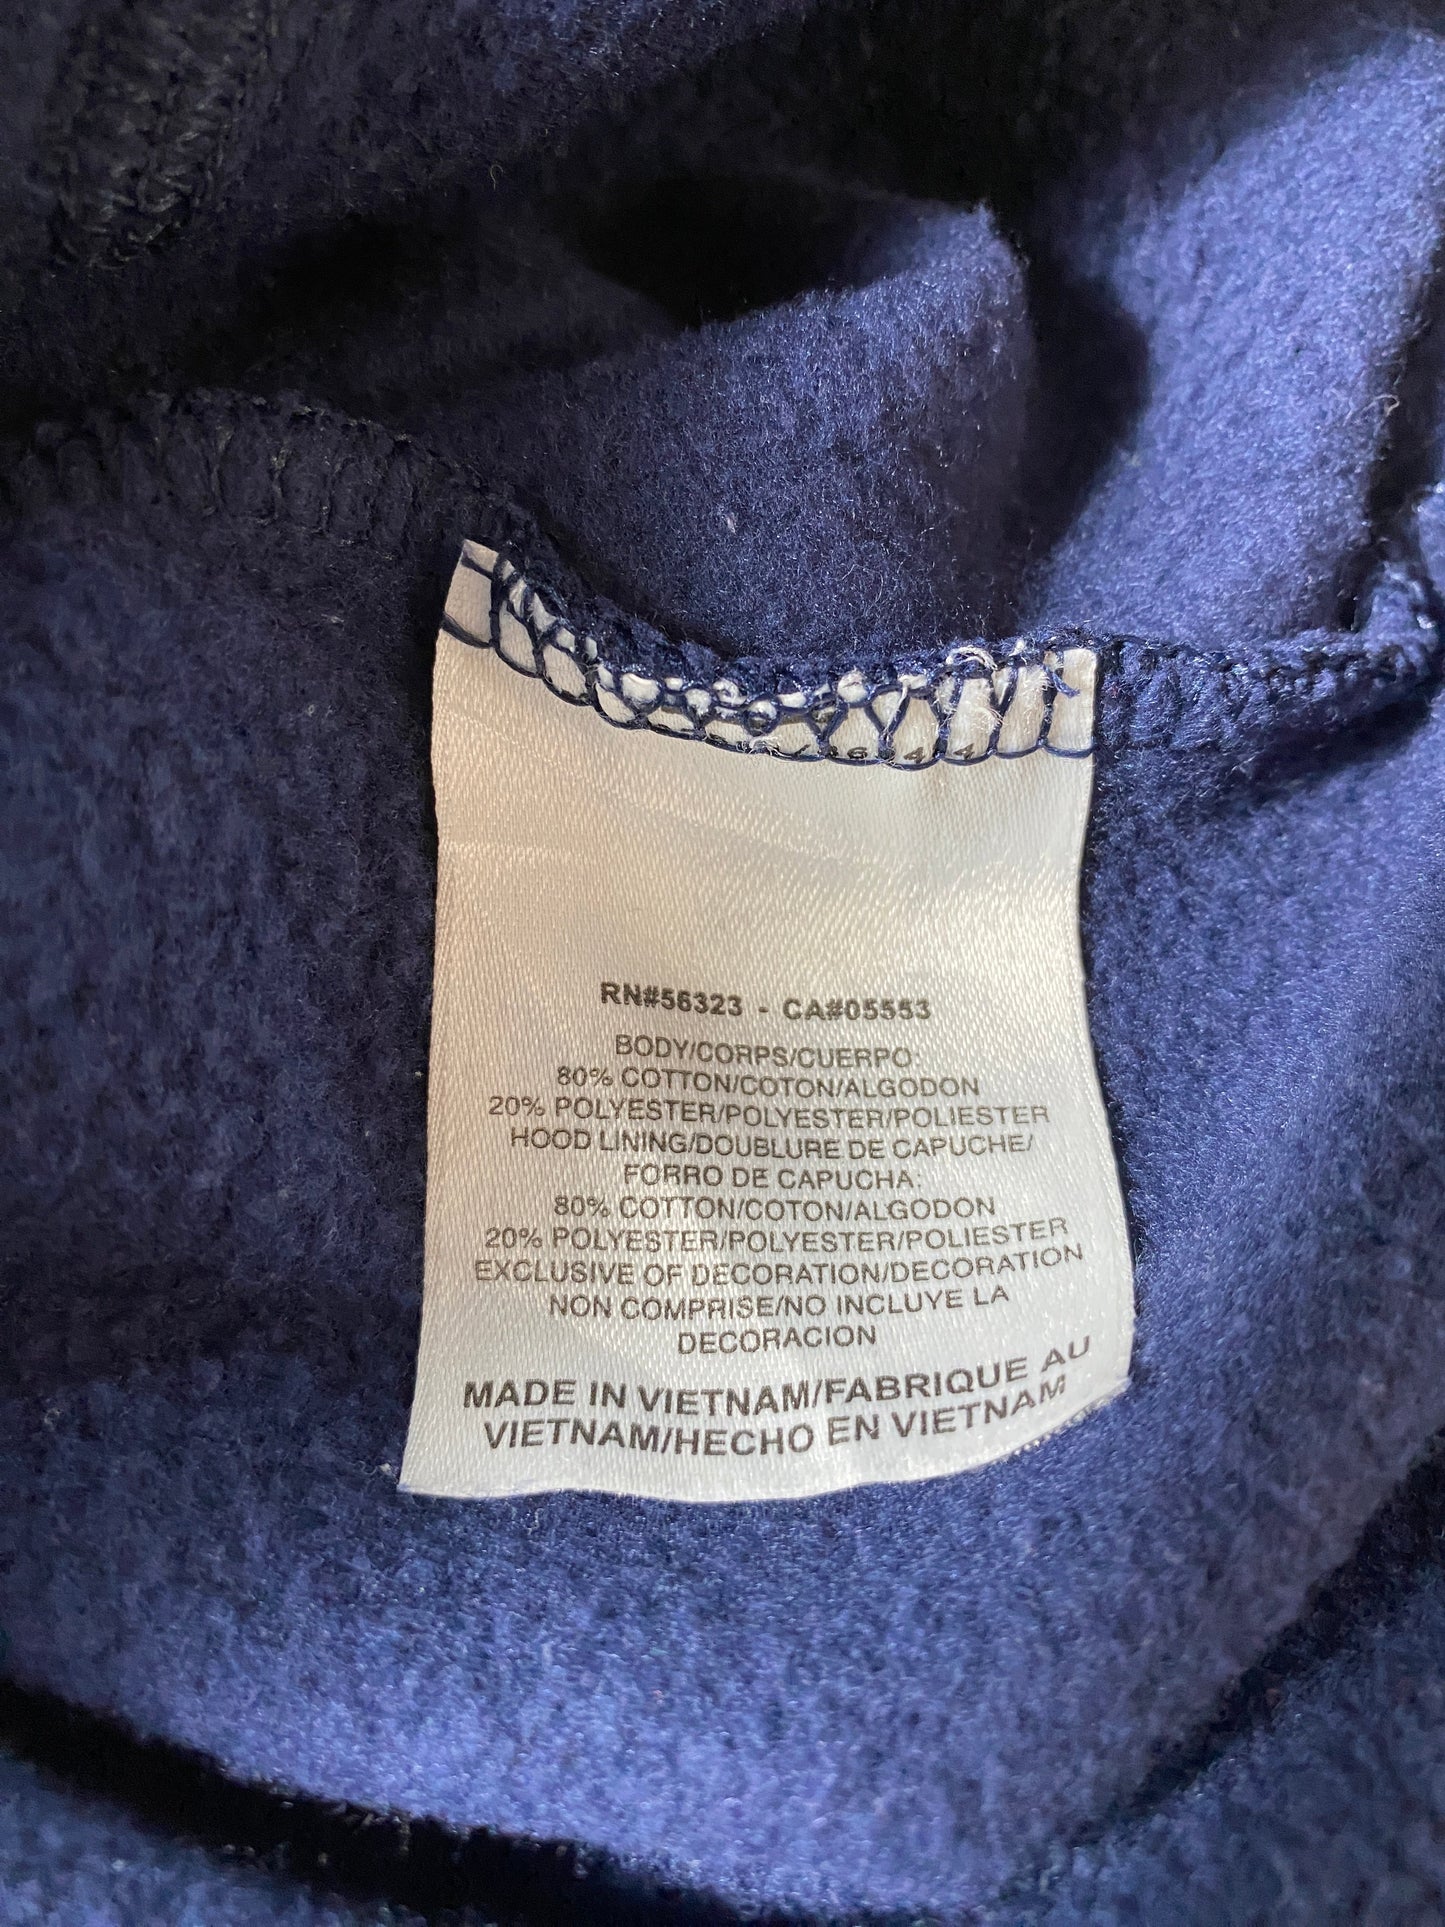 RN#56323 - CA#05553
BODY/CORPS/CUERPO:
80% COTTON/COTON/ALGODON
20% POLYESTER/POLYESTER/POLIESTER
HOOD LINING/DOUBLURE DE CAPUCHE/
FORRO DE CAPUCHA:
80% COTTON/COTON/ALGODON
20% POLYESTER/POLYESTER/POLIESTER
EXCLUSIVE OF DECORATION/DECORATION
NON COMPRISE/NO INCLUYE LA
DECORACION
MADE IN VIETNAM/FABRIQUE AU
VIETNAM/HECHO EN VIETNAM